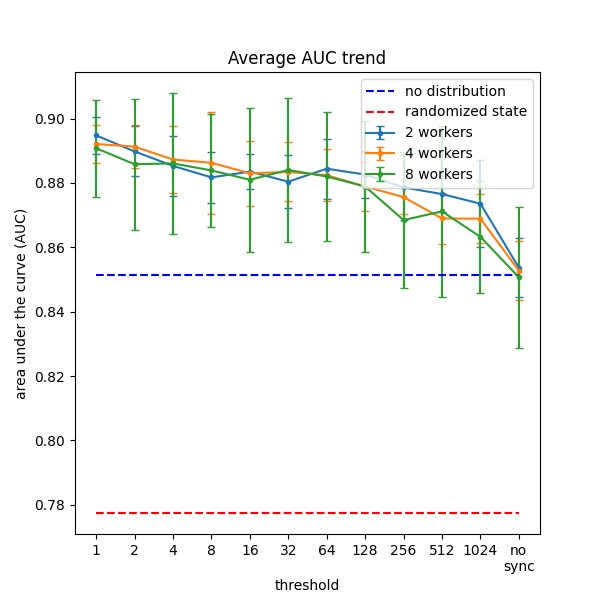 Average AUC trend
no distribution
randomized state
2 workers
4 workers
8 workers
area under the curve (AUC)
0.90
0.88
0.86
0.84
0.82
0.80
0.78
1 2 4 8 16 32 64 128 256 512 1024 no
sync
threshold